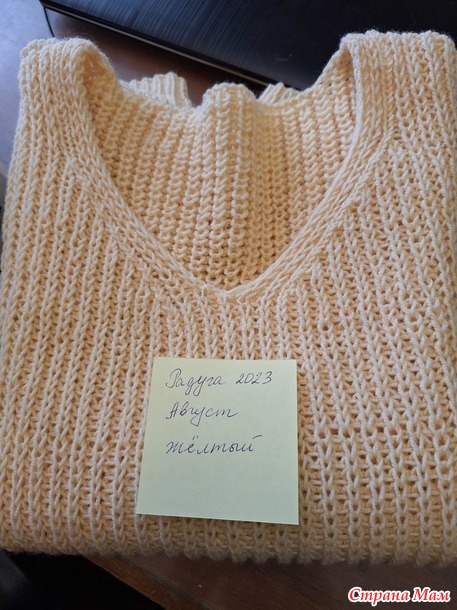 Радуга 2023
Август
жёлтый
Страна Мам